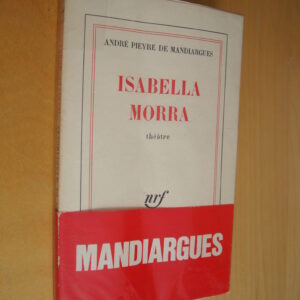 ANDRÉ PIEYRE DE MANDIARGUES
ISABELLA
MORRA
théâtre
nrf
MANDIARGUES